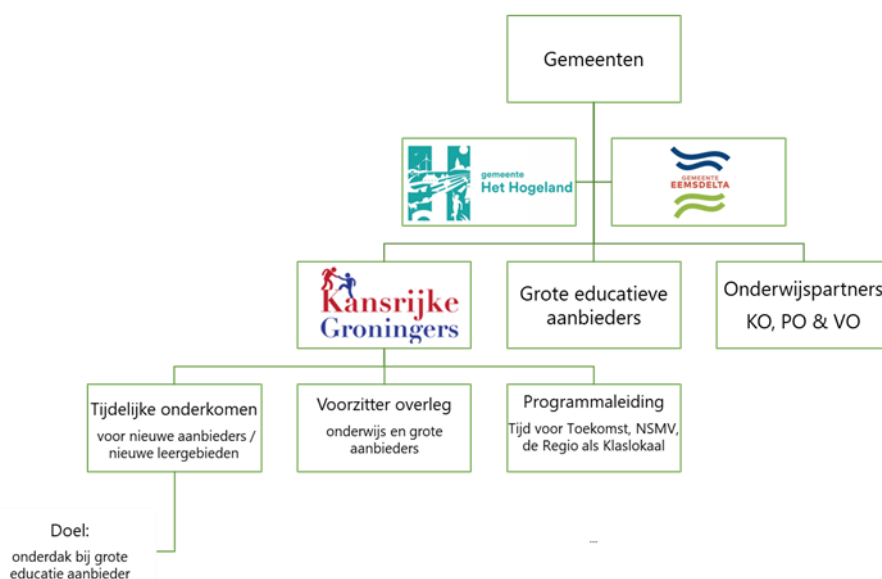 Gemeenten
gemeente
Het Hogeland
GEMEENTE
EEMSDELTA
Kansrijke
Groningers
Grote educatieve
aanbieders
Onderwijspartners
KO, PO & VO
Tijdelijke onderkomen
voor nieuwe aanbieders /
nieuwe leergebieden
Voorzitter overleg
onderwijs en grote
aanbieders
Programmaleiding
Tijd voor Toekomst, NSMV,
de Regio als Klaslokaal
Doel:
onderdak bij grote
educatie aanbieder
...